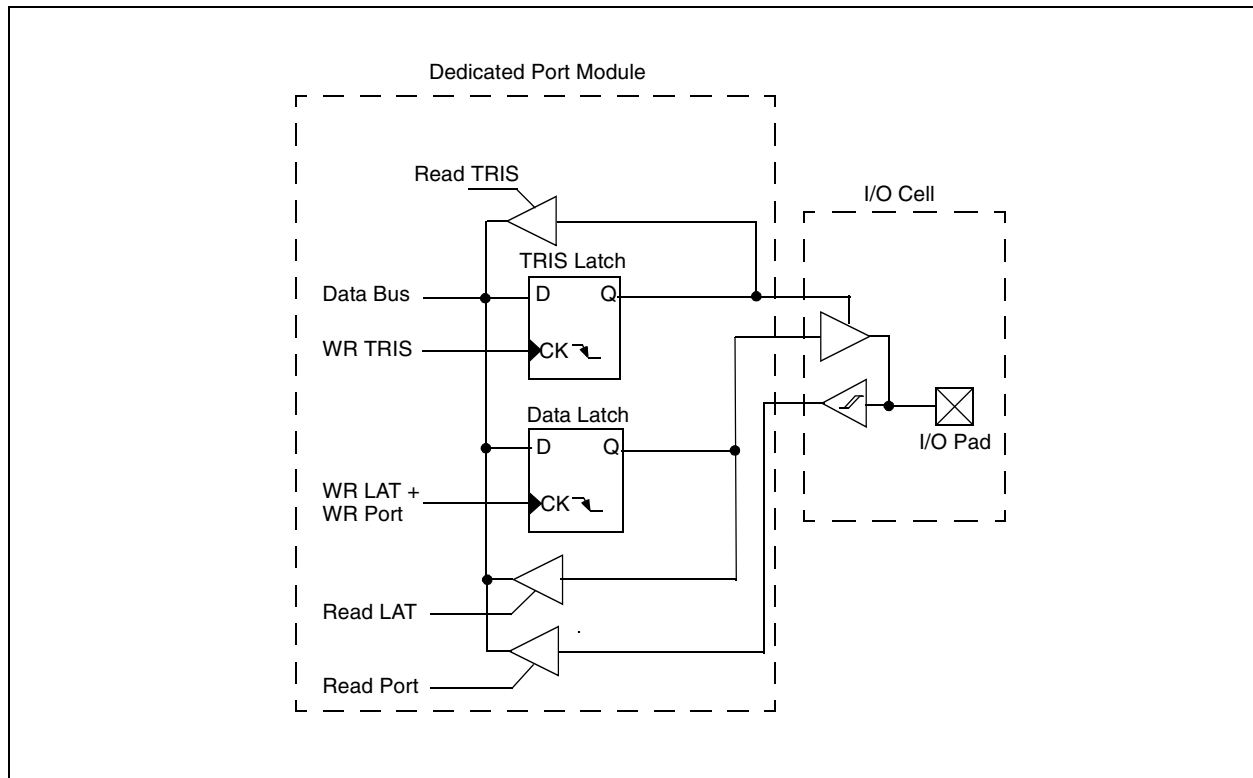 Dedicated Port Module
Read TRIS
I/O Cell
TRIS Latch
Data Bus
D
Q
WR TRIS
CK
I/O Pad
Data Latch
D
Q
WR LAT +
WR Port
CK
Read LAT
Read Port